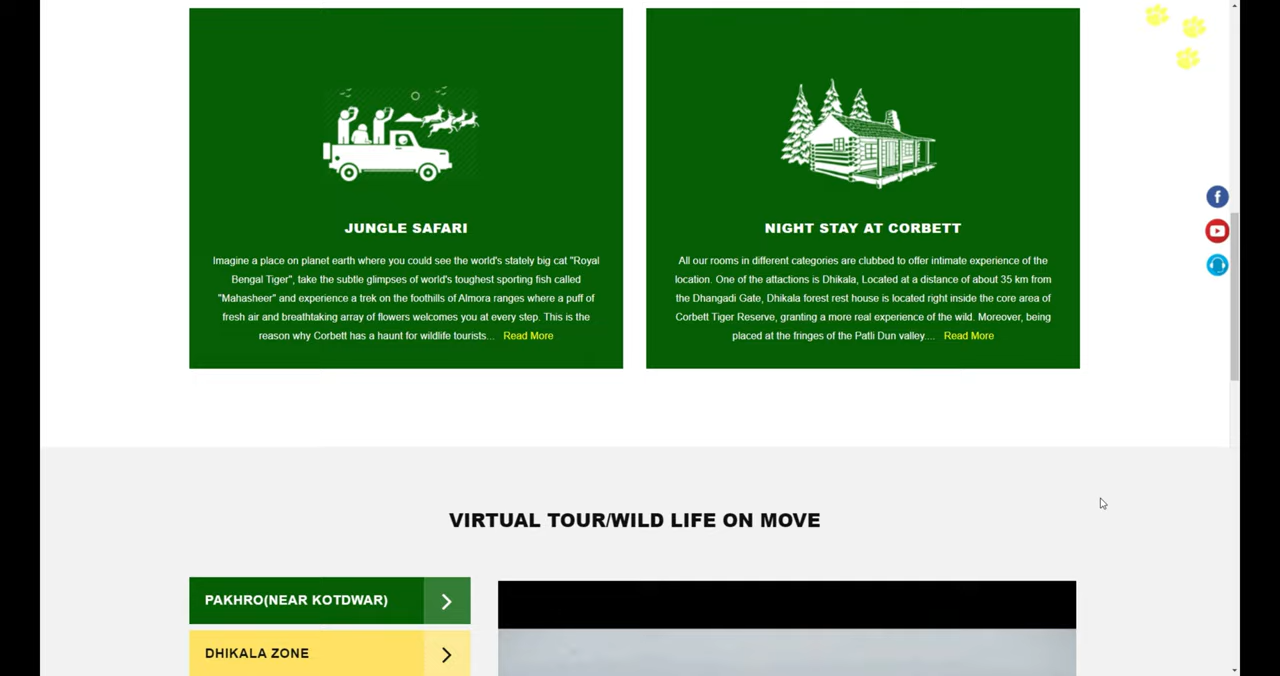 JUNGLE SAFARI
Imagine a place on planet earth where you could see the world's stately big cat "Royal
Bengal Tiger", take the subtle glimpses of world's toughest sporting fish called
"Mahasheer" and experience a trek on the foothills of Almora ranges where a puff of
fresh air and breathtaking array of flowers welcomes you at every step. This is the
reason why Corbett has a haunt for wildlife tourists... Read More
NIGHT STAY AT CORBETT
All our rooms in different categories are clubbed to offer intimate experience of the
location. One of the attactions is Dhikala, Located at a distance of about 35 km from
the Dhangadi Gate, Dhikala forest rest house is located right inside the core area of
Corbett Tiger Reserve, granting a more real experience of the wild. Moreover, being
placed at the fringes of the Patli Dun valley.... Read More
VIRTUAL TOUR/WILD LIFE ON MOVE
PAKHRO(NEAR KOTDWAR)
DHIKALA ZONE